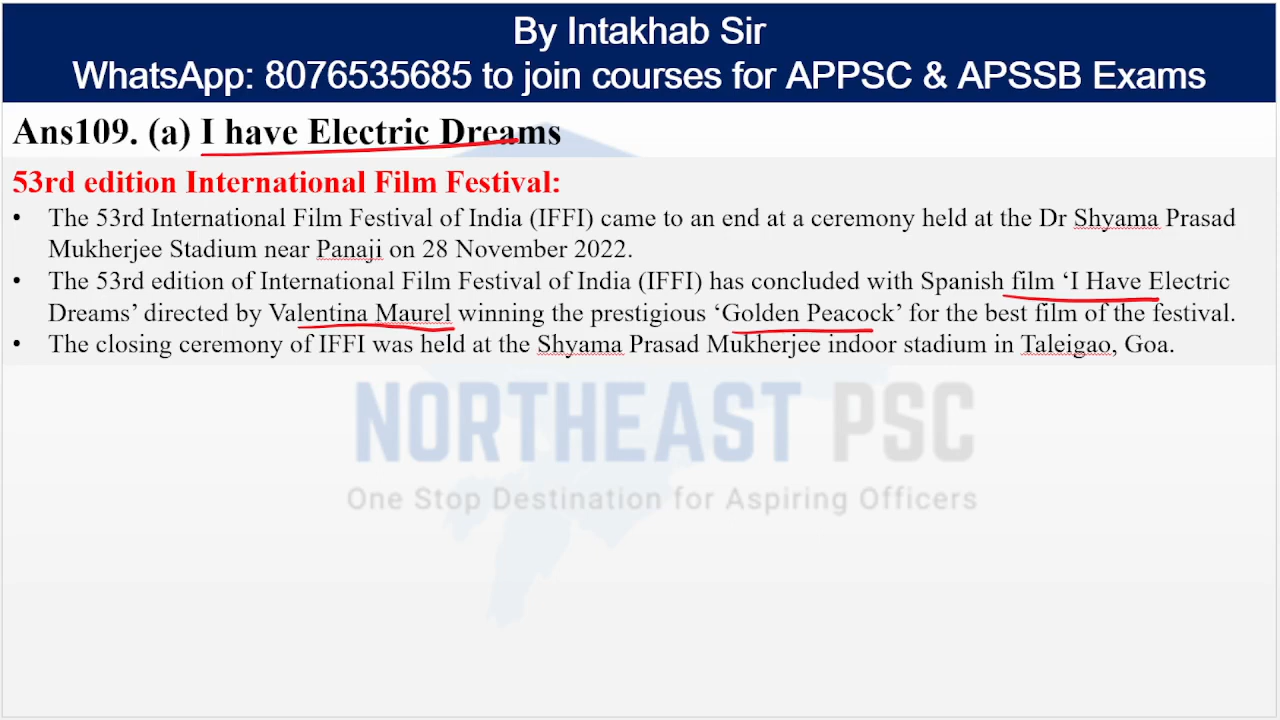 By Intakhab Sir
WhatsApp: 8076535685 to join courses for APPSC & APSSB Exams
Ans109. (a) I have Electric Dreams
53rd edition International Film Festival:
• The 53rd International Film Festival of India (IFFI) came to an end at a ceremony held at the Dr Shyama Prasad
Mukherjee Stadium near Panaji on 28 November 2022.
• The 53rd edition of International Film Festival of India (IFFI) has concluded with Spanish film ‘I Have Electric
Dreams’ directed by Valentina Maurel winning the prestigious ‘Golden Peacock’ for the best film of the festival.
• The closing ceremony of IFFI was held at the Shyama Prasad Mukherjee indoor stadium in Taleigao, Goa.
NORTHEAST PSC
One Stop Destination for Aspiring Officers